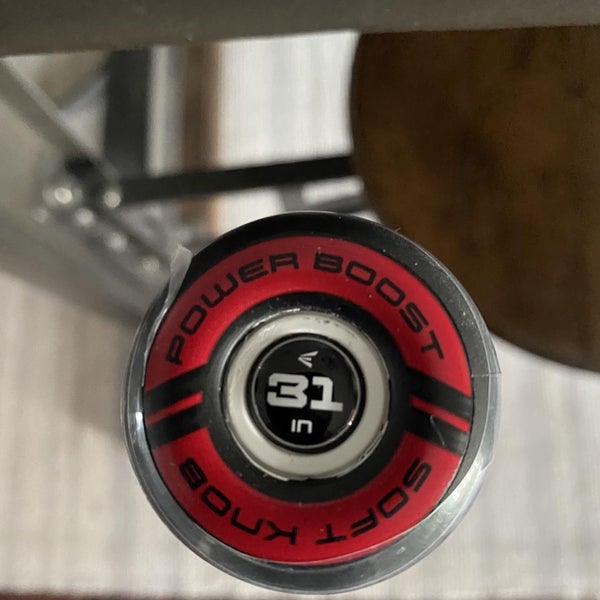 POWER BOOST
31
in
SOFT KNOB